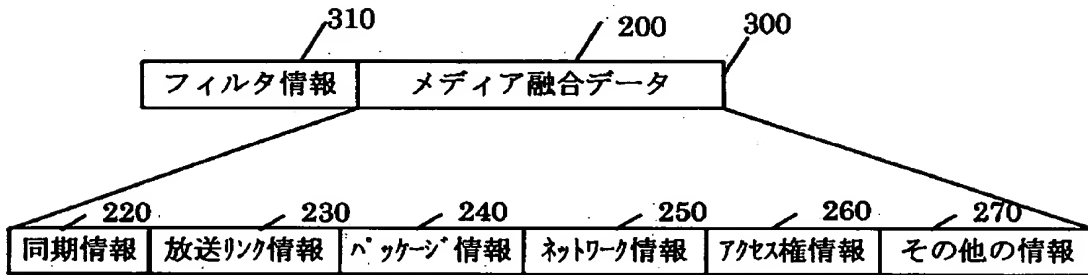 310 200 300
フィルタ情報 メディア融合データ
220 230 240 250 260 270
同期情報 放送リンク情報 パッケージ情報 ネットワーク情報 アクセス権情報 その他の情報